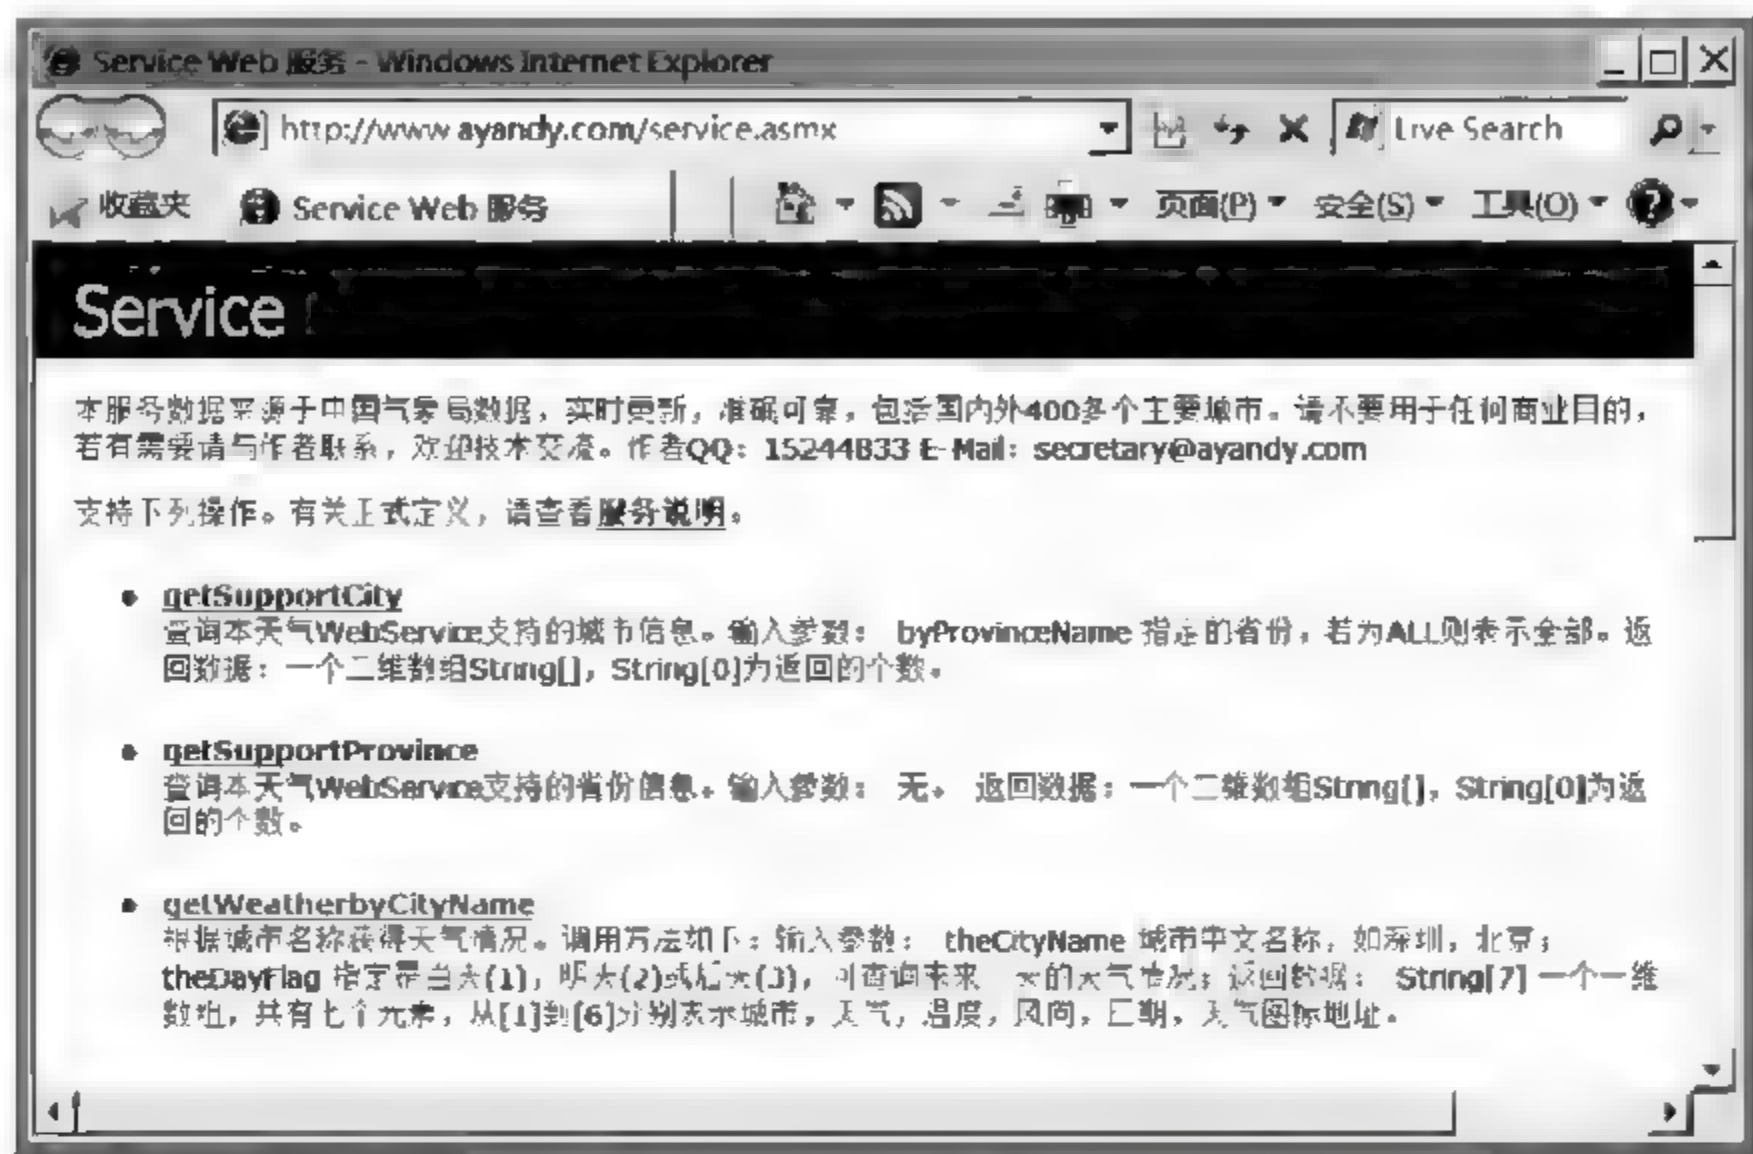 Service Web 服务 - Windows Internet Explorer
http://www.ayandy.com/service.asmx
Live Search
收藏夹
Service Web 服务
页面(P)
安全(S)
工具(O)
Service
本服务数据来源于中国气象局数据，实时更新，准确可靠，包括国内外400多个主要城市。请不要用于任何商业目的，
若有需要请与作者联系，欢迎技术交流。作者QQ：15244833 E-Mail：secretary@ayandy.com
支持下列操作。有关正式定义，请查看服务说明。
getSupportCity
查询本天气WebService支持的城市信息。输入参数： byProvinceName 指定的省份，若为ALL则表示全部。返
回数据：一个二维数组String[]，String[0]为返回的个数。
getSupportProvince
查询本天气WebService支持的省份信息。输入参数： 无。 返回数据：一个二维数组String[]，String[0]为返
回的个数。
getWeatherbyCityName
根据城市名称获得天气情况。调用方法如下：输入参数： theCityName 城市中文名称，如深圳，北京；
theDayFlag 指定是当天(1)，明天(2)或后天(3)，可查询未来 天的天气情况；返回数据： String[7] 一个一维
数组，共有七个元素，从[1]到[6]分别表示城市，天气，温度，风向，日期，天气图标地址。